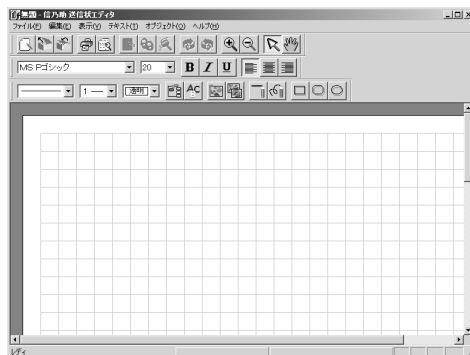 無題 - 信乃助 送信状エディタ
ファイル(F) 編集(E) 表示(V) テキスト(T) オブジェクト(O) ヘルプ(H)
MS Pゴシック 20 B I U
1 透明 AC
レディ